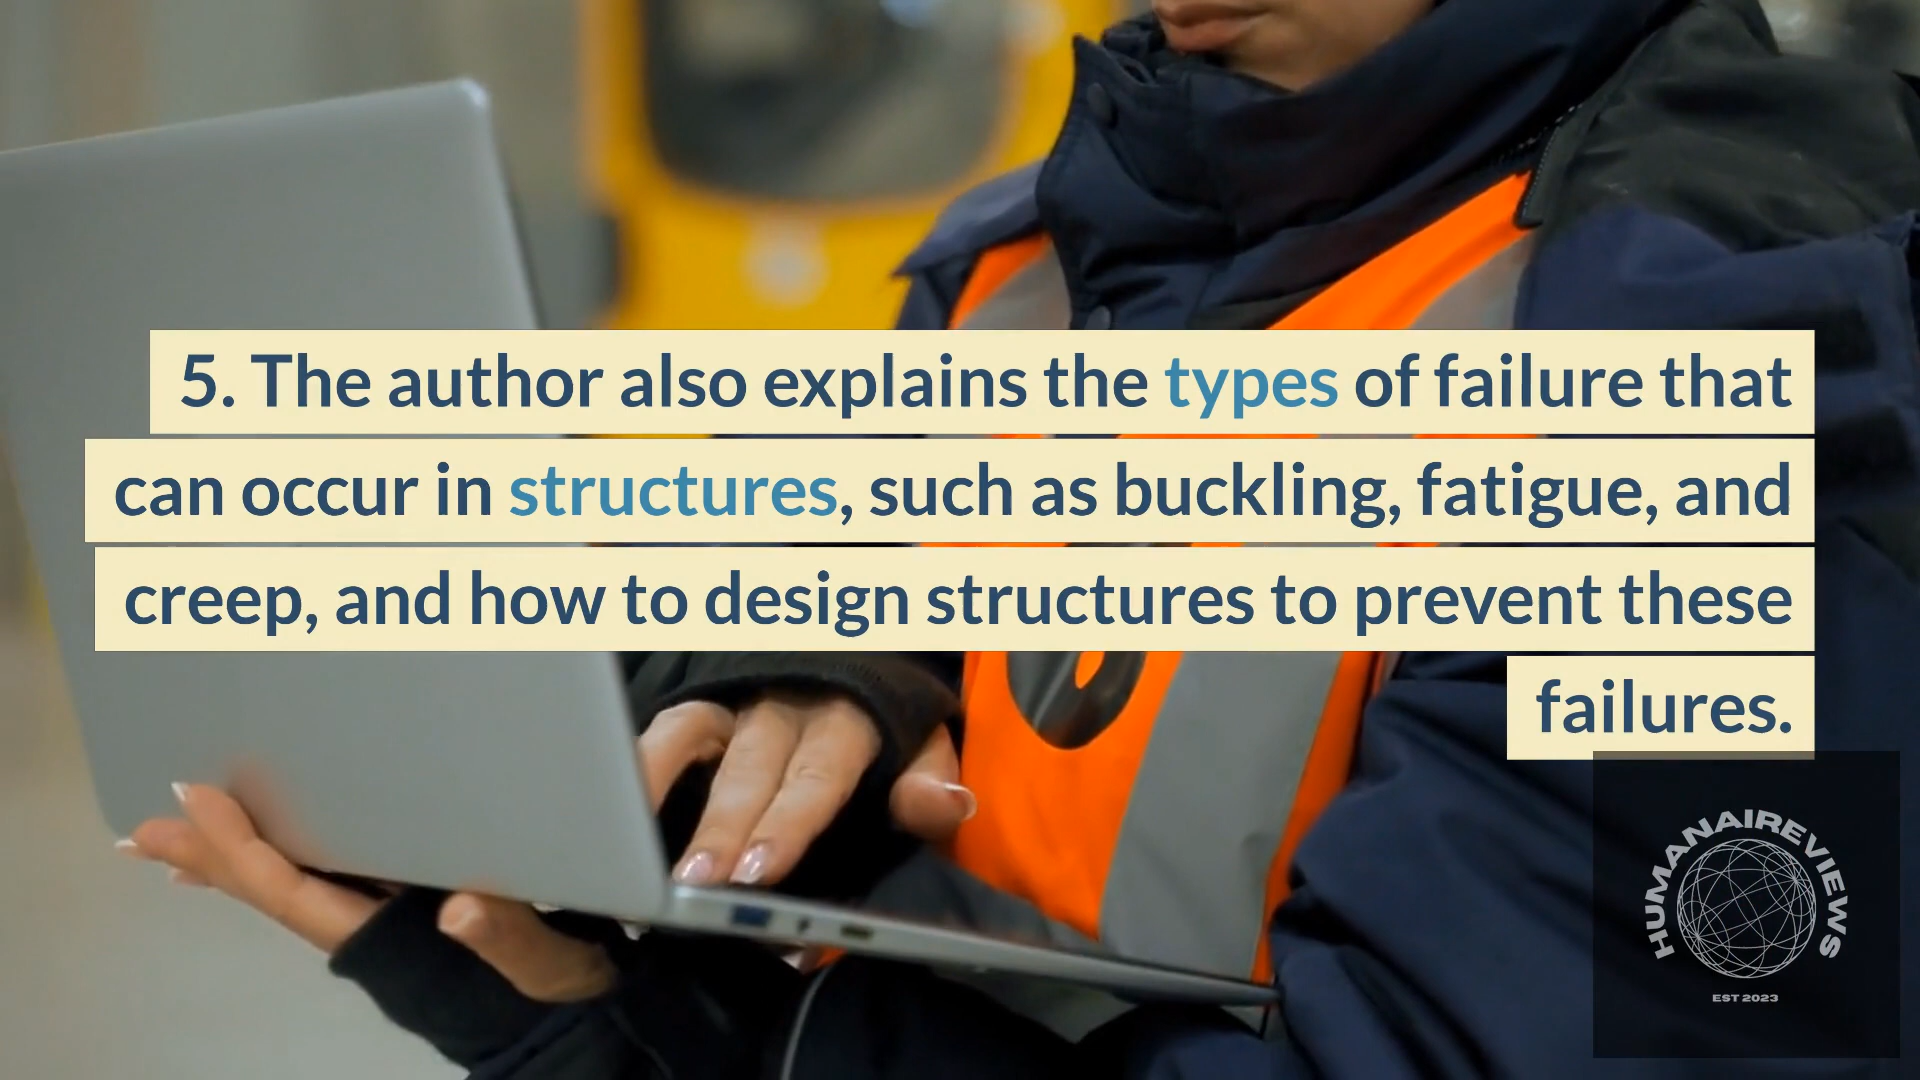 5. The author also explains the types of failure that
can occur in structures, such as buckling, fatigue, and
creep, and how to design structures to prevent these
failures.
HUMANAIREVIEWS
EST 2023